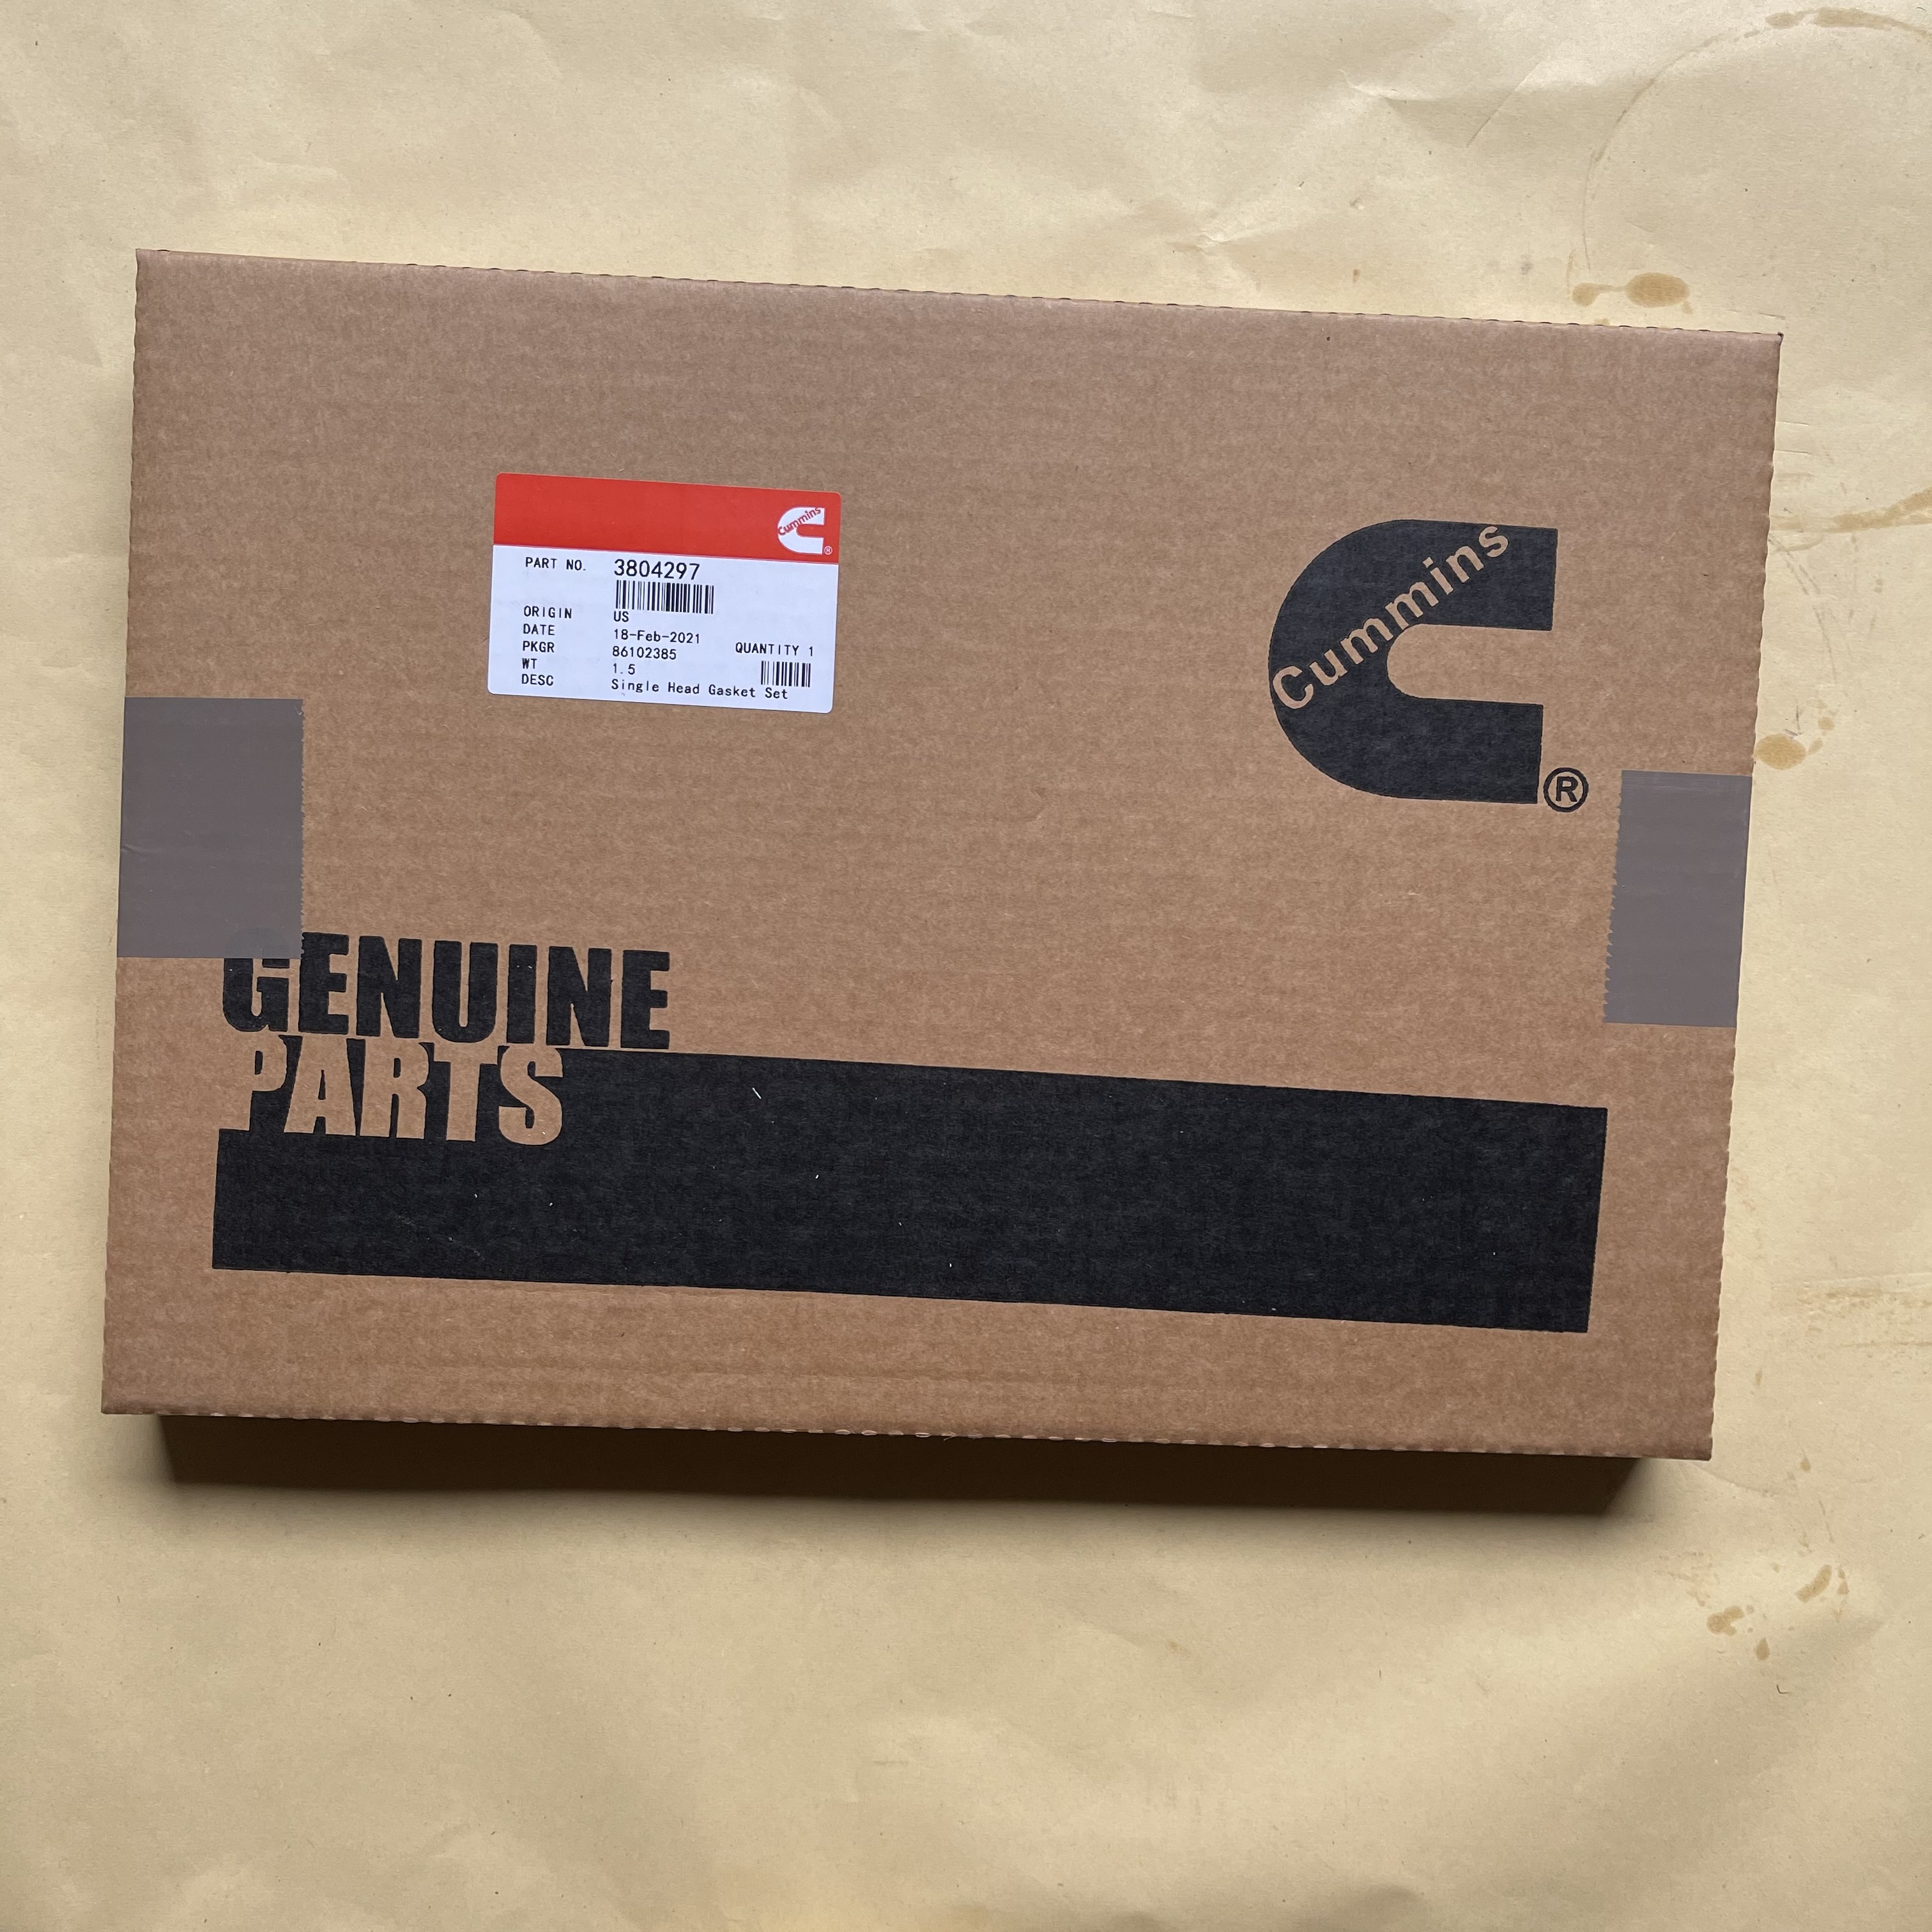 Cummins
®
PART NO. 3804297
ORIGIN US
DATE 18-Feb-2021
PKGR 86102385 QUANTITY 1
WT 1.5
DESC Single Head Gasket Set
Cummins
®
GENUINE
PARTS